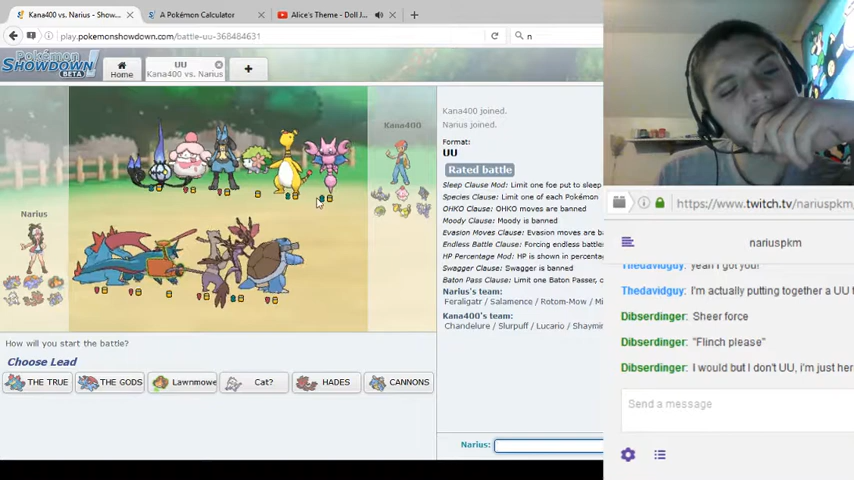 Kana400 vs. Narius - Show...
A Pokémon Calculator
Alice's Theme - Doll J...
play.pokemonshowdown.com/battle-uu-368484631
n
Pokémon
SHOWDOWN
BETA
Home
UU
Kana400 vs. Narius
Kana400
Narius
How will you start the battle?
Choose Lead
THE TRUE
THE GODS
Lawnmowe
Cat?
HADES
CANNONS
Kana400 joined.
Narius joined.
Format:
UU
Rated battle
Sleep Clause Mod: Limit one foe put to sleep
Species Clause: Limit one of each Pokémon
OHKO Clause: OHKO moves are banned
Moody Clause: Moody is banned
Evasion Moves Clause: Evasion moves are banned
Endless Battle Clause: Forcing endless battles
HP Percentage Mod: HP is shown in percentage
Swagger Clause: Swagger is banned
Baton Pass Clause: Limit one Baton Passer,
Narius's team:
Feraligatr / Salamence / Rotom-Mow / Mi
Kana400's team:
Chandelure / Slurpuff / Lucario / Shaymin
Narius:
https://www.twitch.tv/nariuspkm
nariuspkm
Thedavidguy: yeah I got you!
Thedavidguy: I'm actually putting together a UU t
Dibserdinger: Sheer force
Dibserdinger: "Flinch please"
Dibserdinger: I would but I don't UU, i'm just her
Send a message